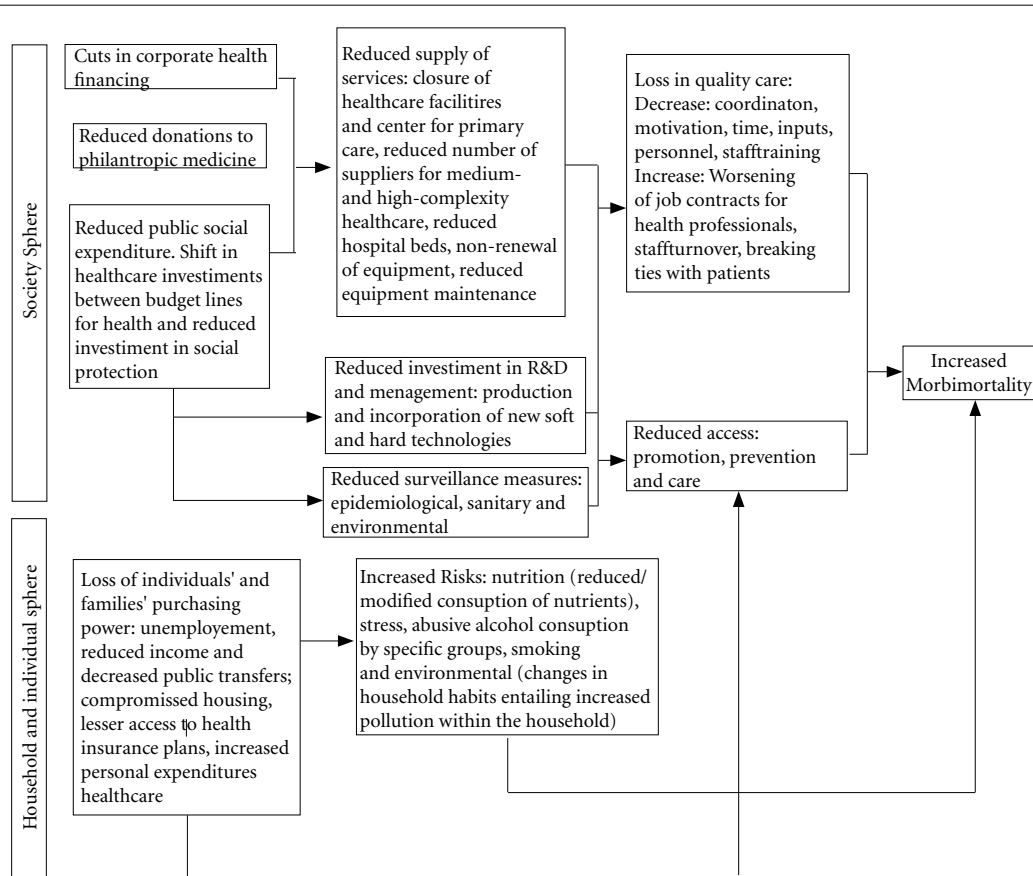 Society Sphere
Cuts in corporate health
financing
Reduced donations to
philantropic medicine
Reduced public social
expenditure. Shift in
healthcare investiments
between budget lines
for health and reduced
investiment in social
protection
Reduced supply of
services: closure of
healthcare facilitires
and center for primary
care, reduced number of
suppliers for medium-
and high-complexity
healthcare, reduced
hospital beds, non-renewal
of equipment, reduced
equipment maintenance
Reduced investiment in R&D
and menagement: production
and incorporation of new soft
and hard technologies
Reduced surveillance measures:
epidemiological, sanitary and
environmental
Loss in quality care:
Decrease: coordinaton,
motivation, time, inputs,
personnel, stafftraining
Increase: Worsening
of job contracts for
health professionals,
staffturnover, breaking
ties with patients
Reduced access:
promotion, prevention
and care
Increased
Morbimortality
Household and individual sphere
Loss of individuals' and
families' purchasing
power: unemployement,
reduced income and
decreased public transfers;
compromissed housing,
lesser access to health
insurance plans, increased
personal expenditures
healthcare
Increased Risks: nutrition (reduced/
modified consuption of nutrients),
stress, abusive alcohol consuption
by specific groups, smoking
and environmental (changes in
household habits entailing increased
pollution within the household)